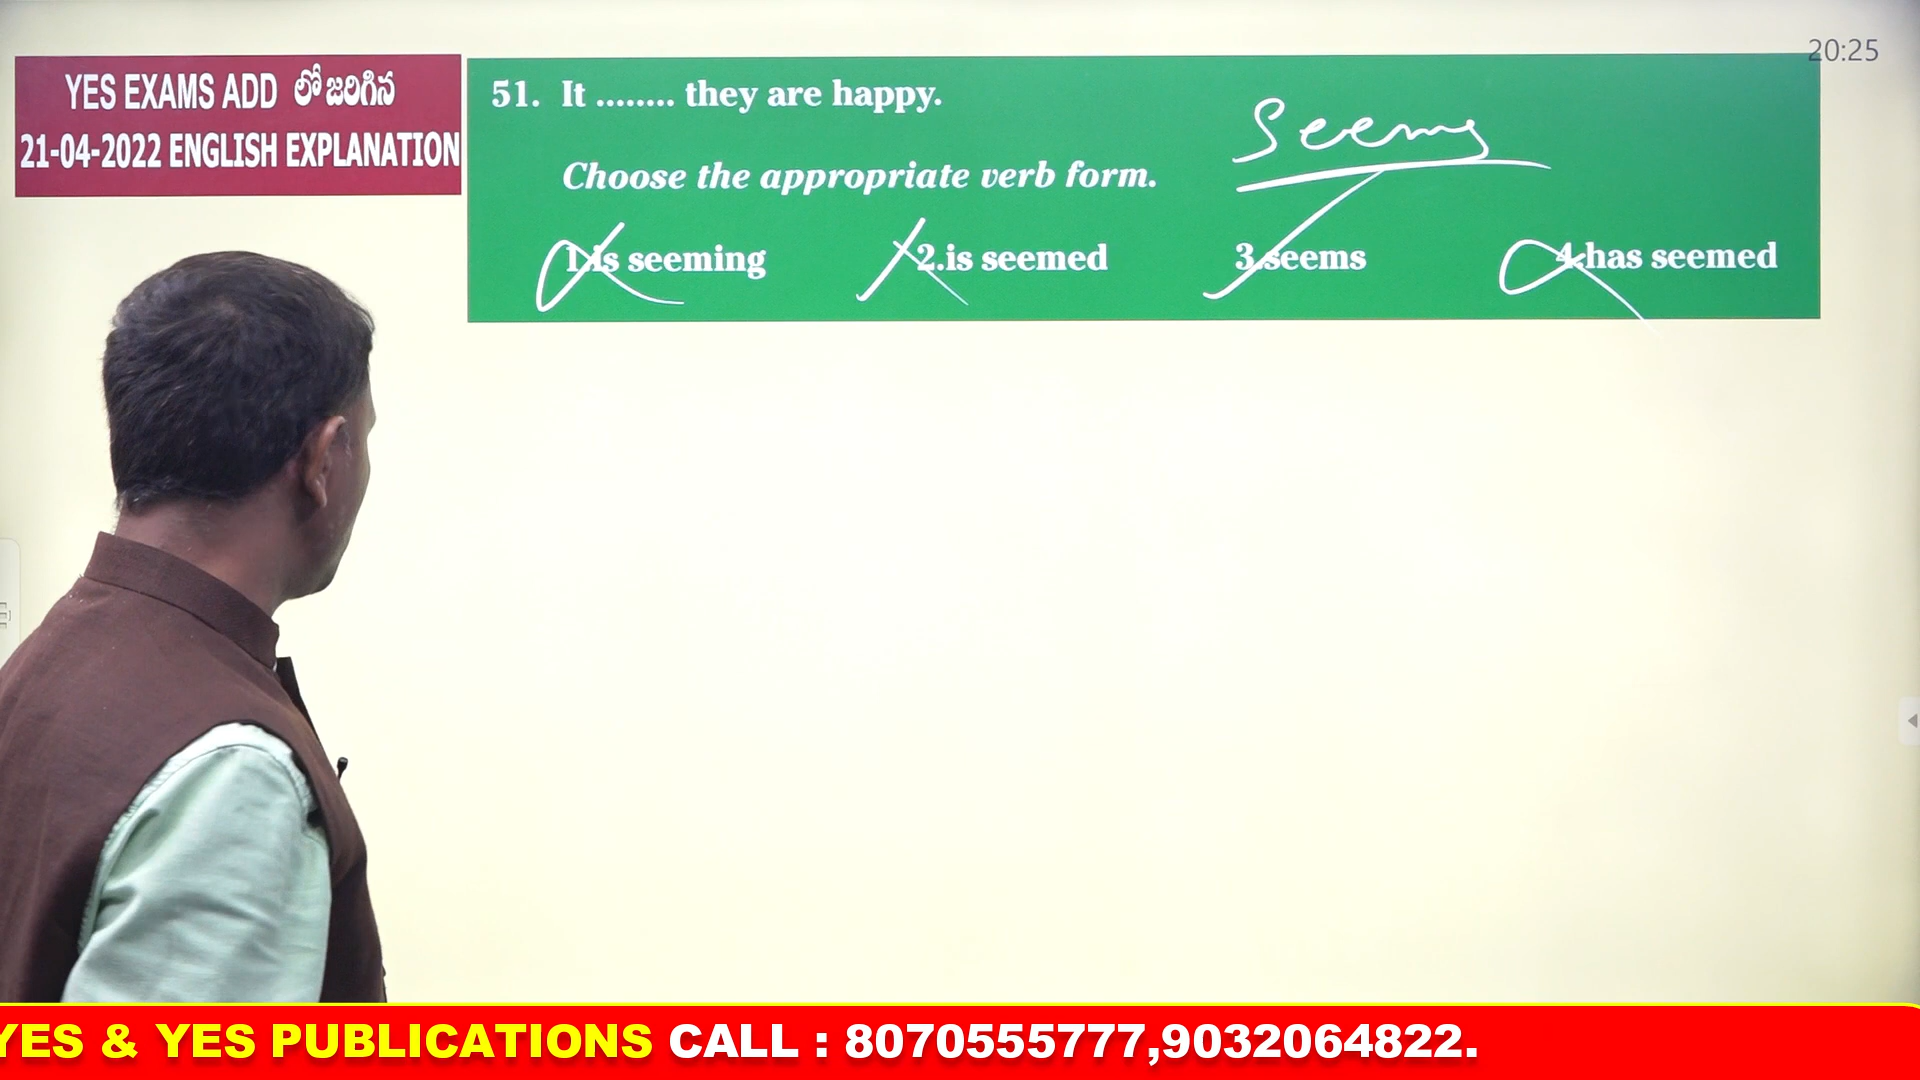 20:25
YES EXAMS ADD లో జరిగిన
21-04-2022 ENGLISH EXPLANATION
51. It ........ they are happy.
Seems
Choose the appropriate verb form.
1.is seeming 2.is seemed 3.seems 4.has seemed
YES & YES PUBLICATIONS CALL : 8070555777,9032064822.